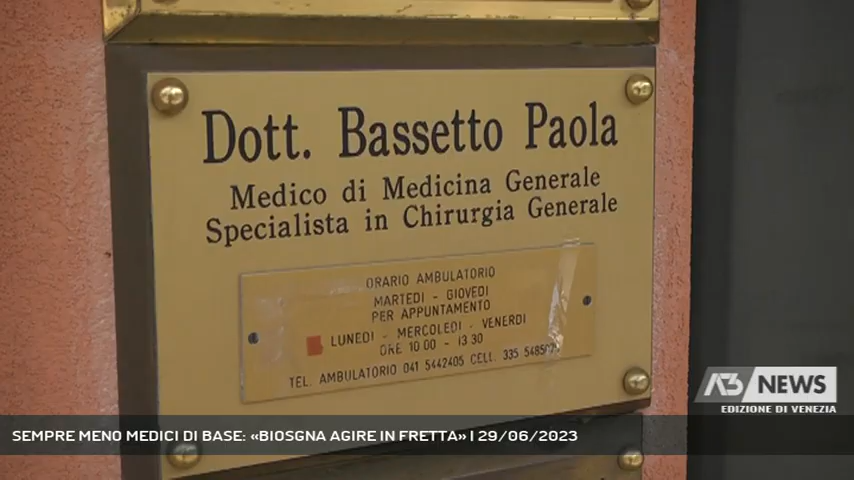 Dott. Bassetto Paola
Medico di Medicina Generale
Specialista in Chirurgia Generale
ORARIO AMBULATORIO
MARTEDI - GIOVEDI
PER APPUNTAMENTO
LUNEDI - MERCOLEDI - VENERDI
ORE 10 00 - 13 30
TEL. AMBULATORIO 041 5442405 CELL. 335
A3 NEWS
EDIZIONE DI VENEZIA
SEMPRE MENO MEDICI DI BASE: «BIOSGNA AGIRE IN FRETTA» | 29/06/2023